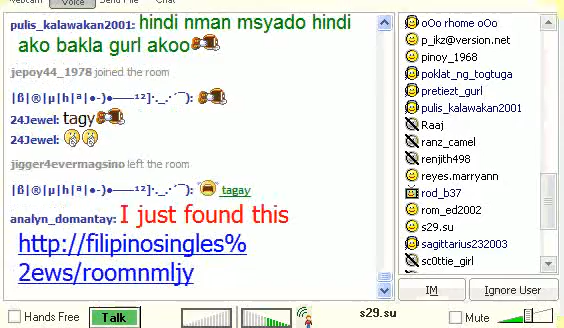 Voice
Chat
pulis_kalawakan2001: hindi nman msyado hindi
ako bakla gurl akoo
jepoy44_1978 joined the room
24Jewel: tagy
24Jewel:
jigger4evermagsino left the room
tagay
analyn_domantay: I just found this
http://filipinosingles%
2ews/roomnmljy
oOo rhome oOo
p_ikz@version.net
pinoy_1968
poklat_ng_togtuga
pretiezt_gurl
pulis_kalawakan2001
Raaj
ranz_camel
renjith498
reyes.marryann
rod_b37
rom_ed2002
s29.su
sagittarius232003
sc0ttie_girl
IM
Ignore User
Hands Free
Talk
s29.su
Mute